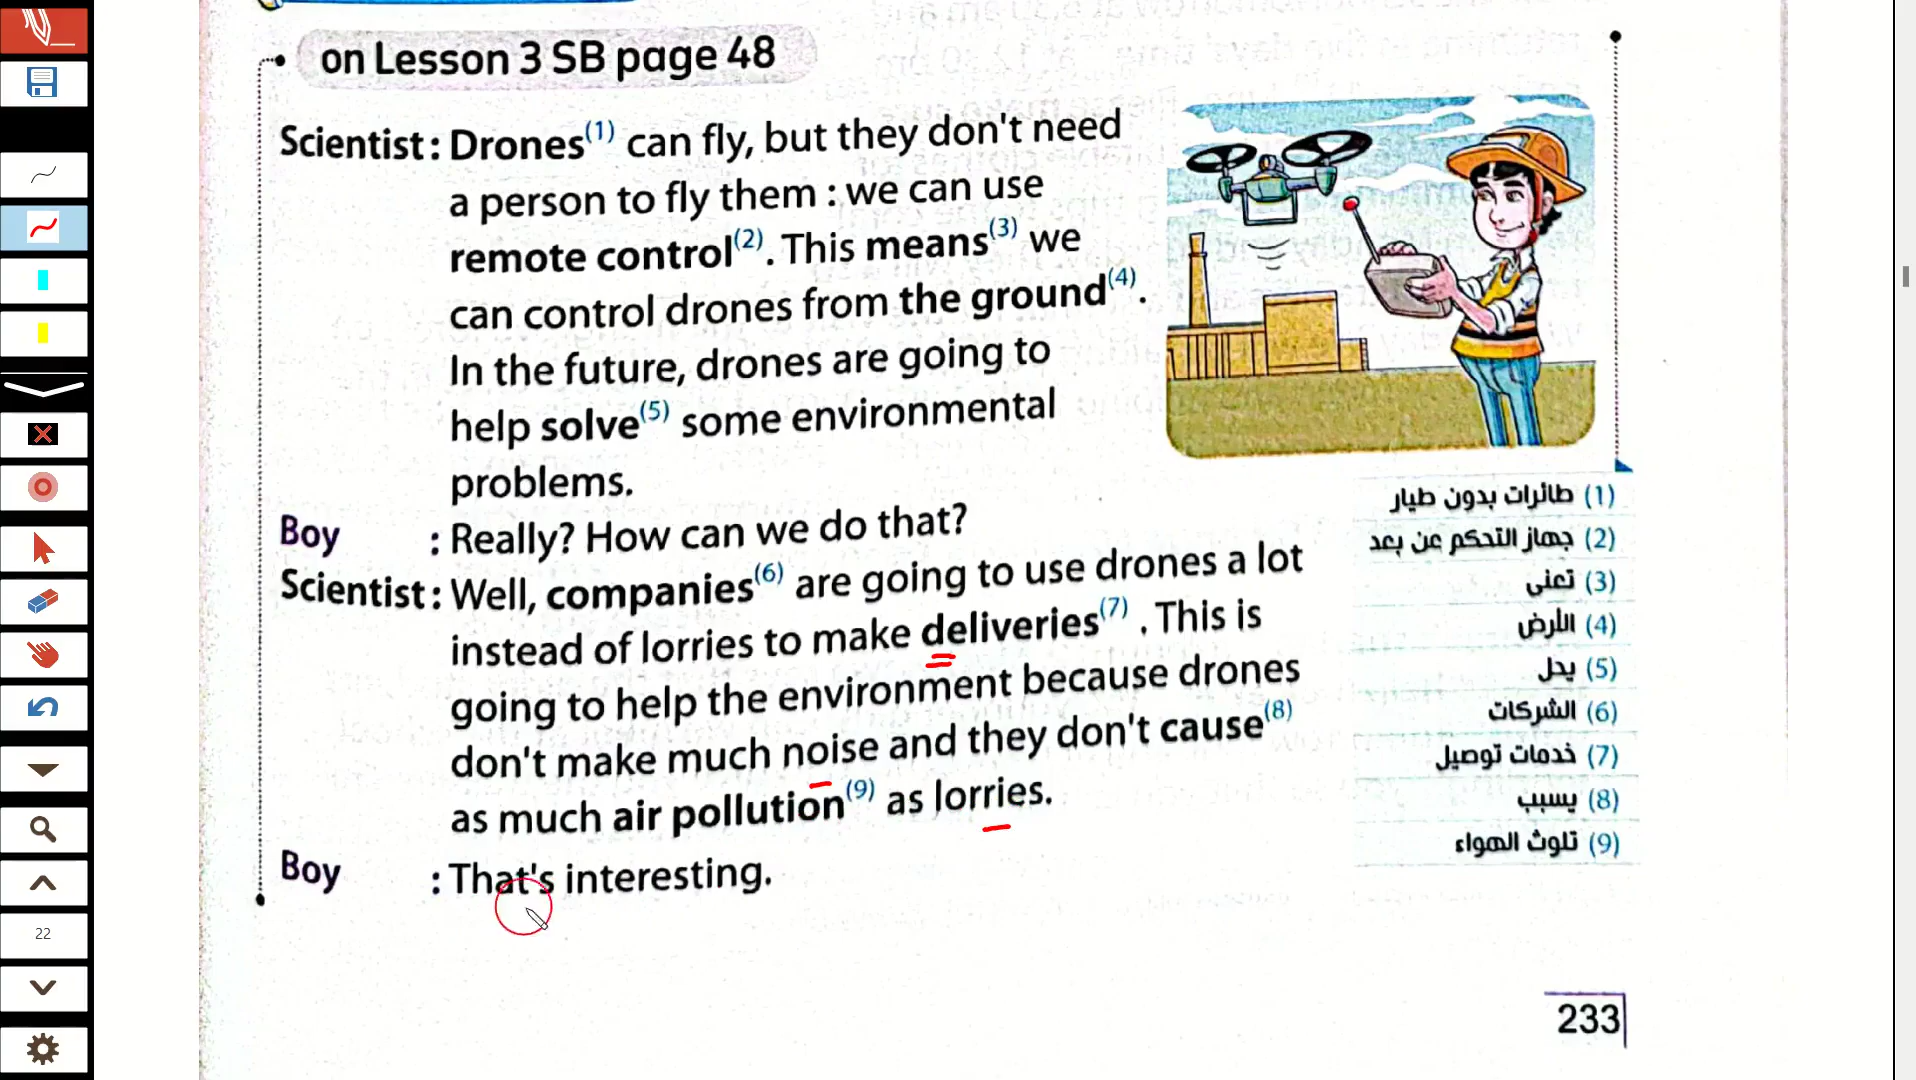 on Lesson 3 SB page 48
Scientist : Drones(1) can fly, but they don't need
a person to fly them : we can use
remote control(2). This means(3) we
can control drones from the ground(4).
In the future, drones are going to
help solve(5) some environmental
problems.
Boy : Really? How can we do that?
Scientist : Well, companies(6) are going to use drones a lot
instead of lorries to make deliveries(7). This is
going to help the environment because drones
don't make much noise and they don't cause(8)
as much air pollution(9) as lorries.
Boy : That's interesting.
(1) طائرات بدون طيار
(2) جهاز التحكم عن بعد
(3) تعنى
(4) الأرض
(5) يحل
(6) الشركات
(7) خدمات توصيل
(8) يسبب
(9) تلوث الهواء
22
233